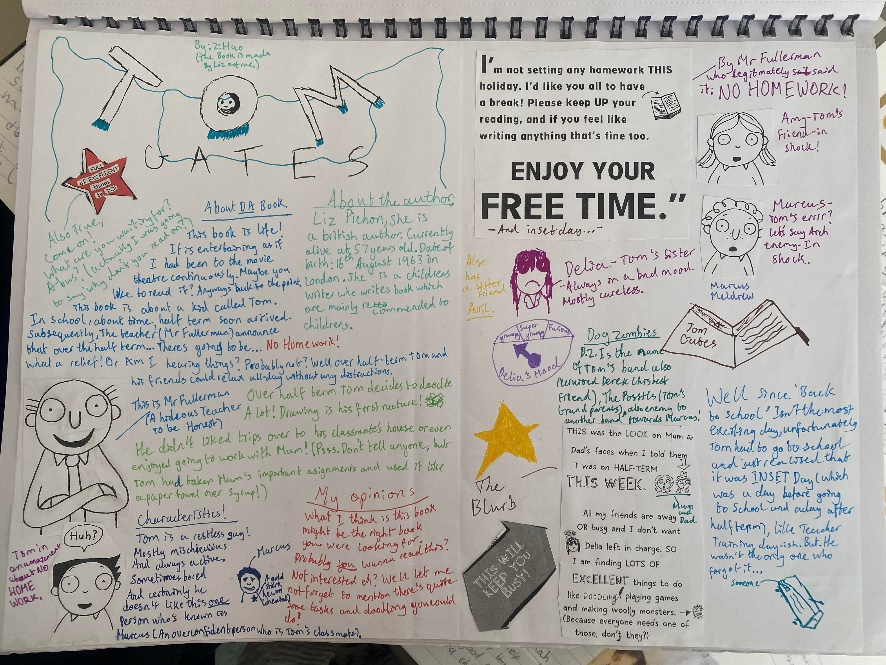 By: Z. Huo
(The Book is made
By Liz not me.)
TOM
GATES
Also True,
Come on!
What are you waiting for?
A bus? (Actually I was going
to say why don't you read on?)
About DA Book
This book is life!
It is entertaining as if
I had been to the movie
theatre continuously. Maybe you
like to read it? Anyways back to the point,
This book is about a kid called Tom.
In school, about time, half term soon arrived.
Subsequently, The teacher (Mr Fullerman) announce
that over the half term... There's going to be... No Homework!
What a relief! Or Am I hearing things? Probably not! Well over half-term Tom and
his friends could relax all-day without any distractions.
About the author
Liz Pichon, she is
a british author. Currently
alive at 57 years old. Date of
birth: 16th August 1963 in
London. She is a childrens
writer who writes book which
are mainly commended to
childrens.
This is Mr Fullerman
(A hideous Teacher
to be Honest)
Over half term Tom decides to doodle
A lot! Drawing is his first nature!
He didn't liked trips over to his classmate's house or even
enjoyed going to work with Mum! (Psss. Don't tell anyone, but
Tom had taken Mum's important assignments and used it like
a paper towel over syrup!)
Huh?
Tom in
amazement
about NO
HOME
WORK.
Characteristics!
Tom is a restless guy!
Mostly mischievous
And always active,
Sometimes bored
And certainly he
doesn't like this one
Person who's known as
Marcus (An overconfident person who is Tom's classmate).
Marcus
My opinions
What I think is this book
might be the right book
you were looking for,
Probably you wanna read this?
Not interested? Well let me
not forget to mention there's quite
some tasks and doodling you could
do!
I'm not setting any homework THIS
holiday. I'd like you all to have
a break! Please keep UP your
reading, and if you feel like
writing anything that's fine too.
ENJOY YOUR
FREE TIME."
-And inset day...-
By Mr Fullerman
who legitimately said
it: NO HOMEWORK!
Amy-Tom's
Friend-in
shock!
Marcus-
Tom's errr?
Lets say Arch
enemy-In
shock.
Marcus
Meldrew
Also
has a
friend
Avril.
Delia-Tom's Sister
-Always in a bad mood.
Mostly careless.
Delia's Mood
Dog Zombies
D.Z. Is the name
of Tom's band also
Norwood Derek (his best
Friend), The Fossils (Tom's
Grand parents), also enemy to
another band towards Marcus.
Tom
Gates
THIS was the LOOK on Mum &
Dad's faces when I told them
I was on HALF-TERM
THIS WEEK.
Mum
and
Dad
The
Blurb
THIS WILL
KEEP YOU
BUSY!
All my friends are away
OR busy and I don't want
Delia left in charge. SO
I am finding LOTS OF
EXCELLENT things to do
like DOODLING playing games
and making woolly monsters.
(Because everyone needs one of
those, don't they?)
Well since 'Back
to school' Isn't the most
exciting day, unfortunately
Tom had to go to school
and just realised that
it was INSET Day (which
was a day before going
to School and a day after
half term), Like Teacher
Training day-ish. But He
wasn't the only one who
forgot it...
someone